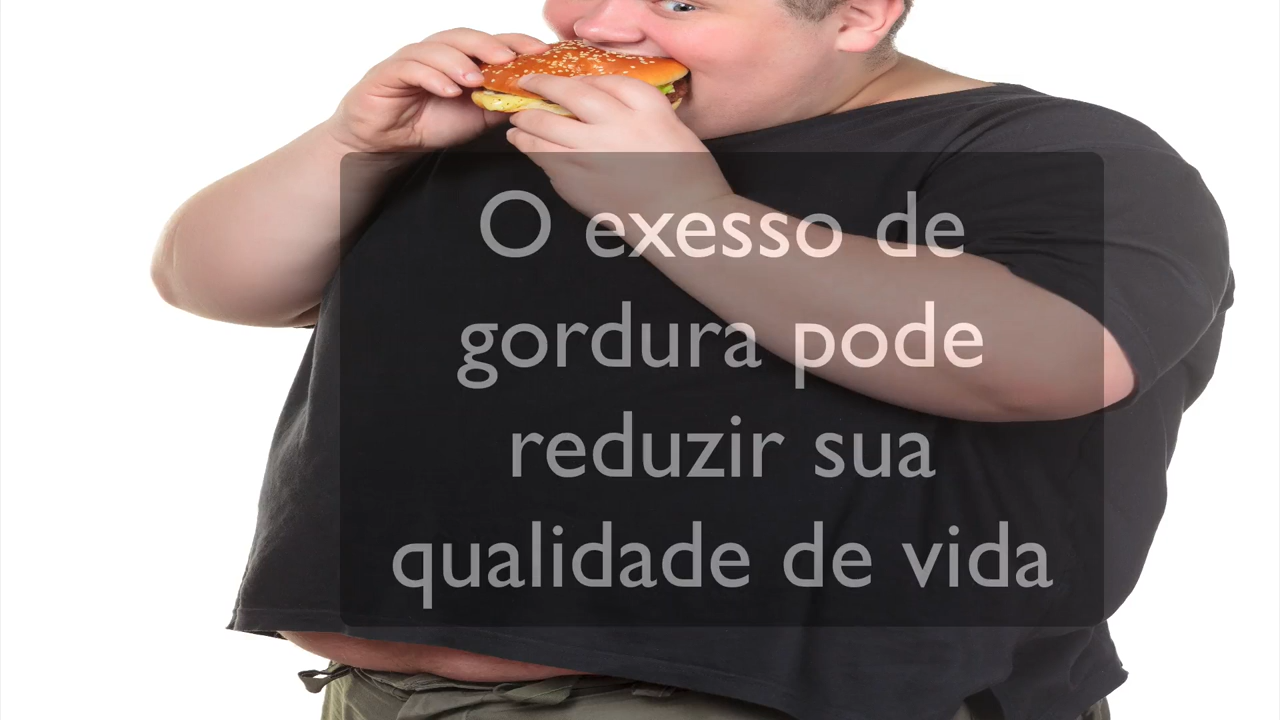 O exesso de
gordura pode
reduzir sua
qualidade de vida